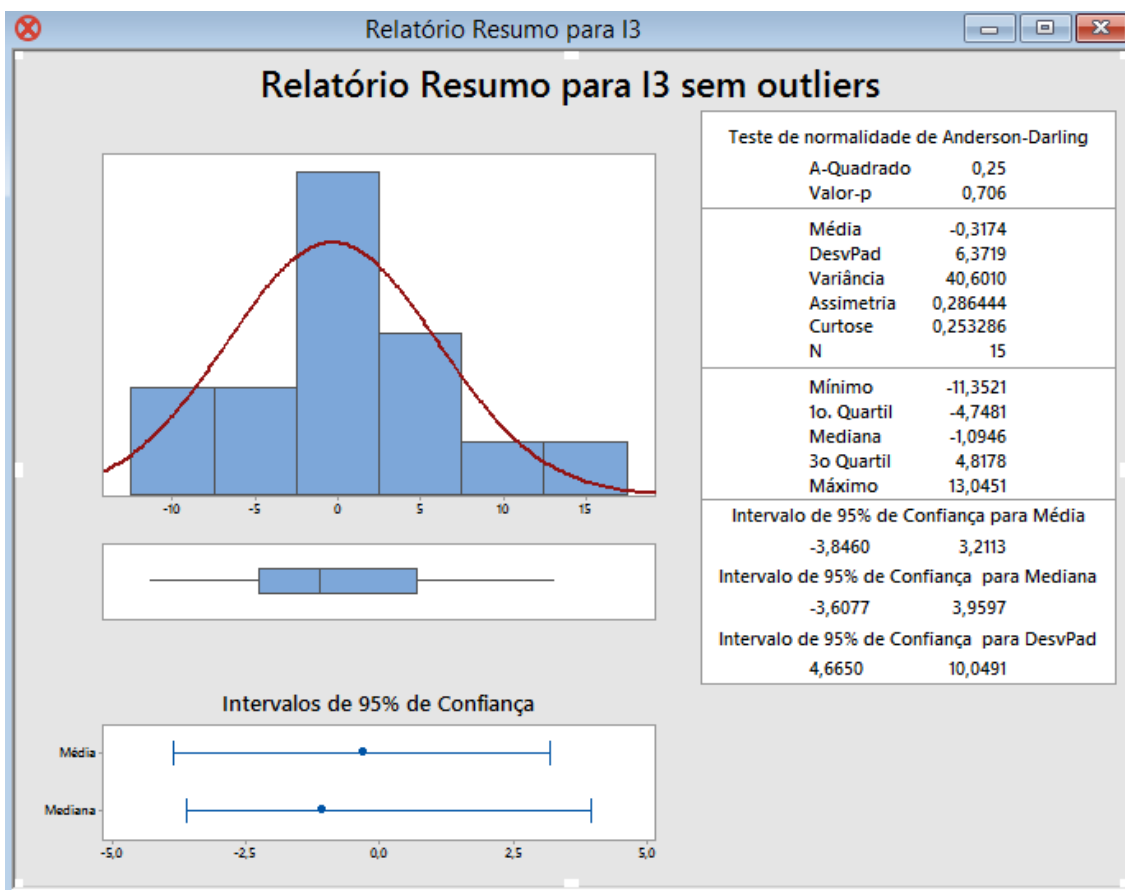 Relatório Resumo para I3
Relatório Resumo para I3 sem outliers
-10 -5 0 5 10 15
Intervalos de 95% de Confiança
Média
Mediana
-5,0 -2,5 0,0 2,5 5,0
Teste de normalidade de Anderson-Darling
A-Quadrado 0,25
Valor-p 0,706
Média -0,3174
DesvPad 6,3719
Variância 40,6010
Assimetria 0,286444
Curtose 0,253286
N 15
Mínimo -11,3521
1o. Quartil -4,7481
Mediana -1,0946
3o Quartil 4,8178
Máximo 13,0451
Intervalo de 95% de Confiança para Média
-3,8460 3,2113
Intervalo de 95% de Confiança para Mediana
-3,6077 3,9597
Intervalo de 95% de Confiança para DesvPad
4,6650 10,0491